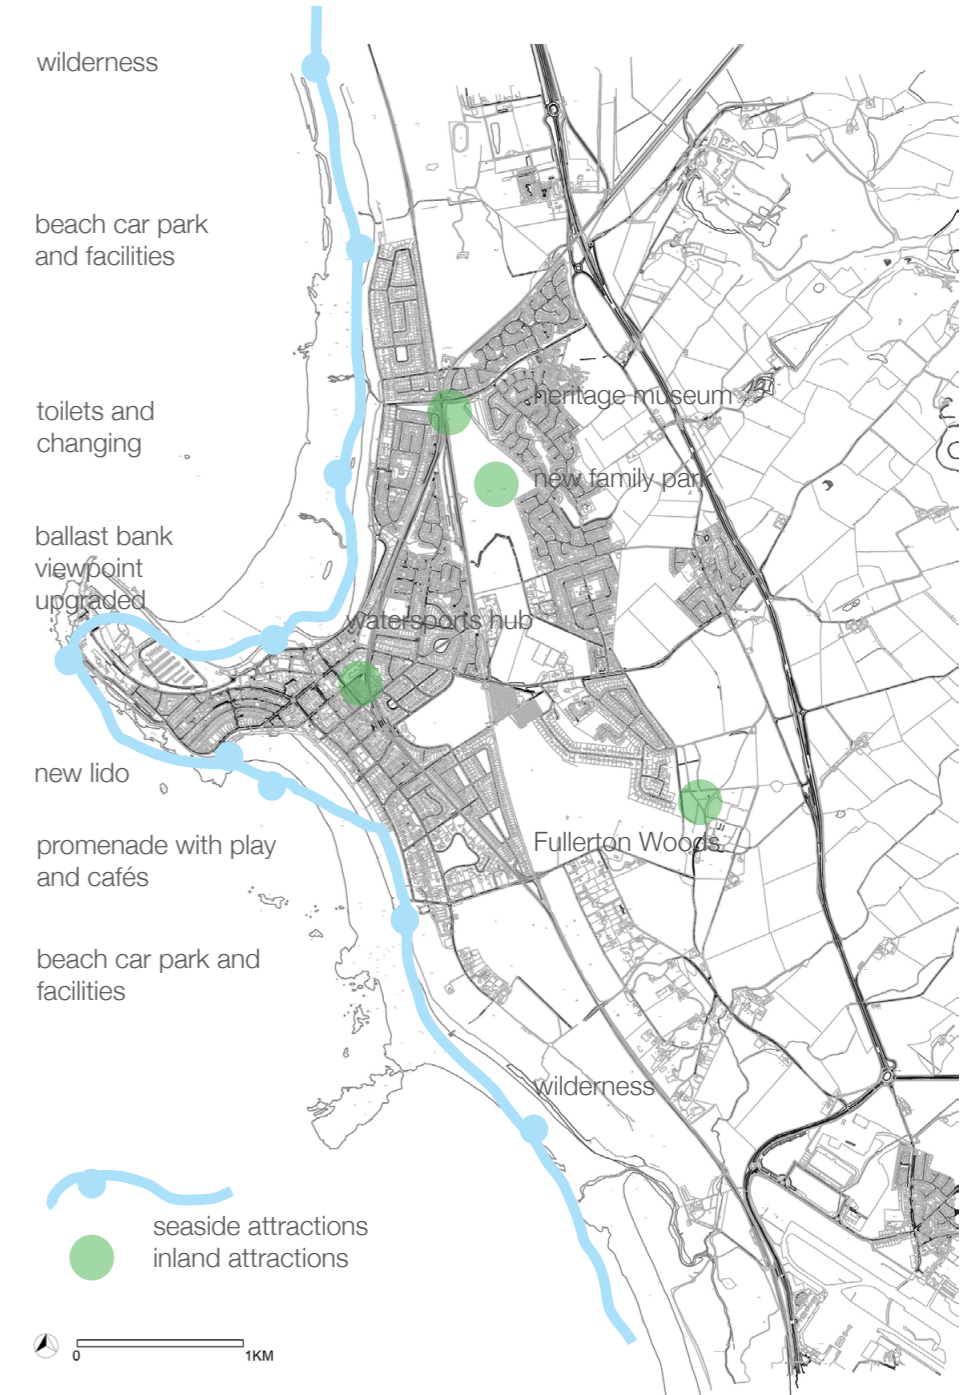 wilderness
beach car park
and facilities
toilets and
changing
heritage museum
new family park
ballast bank
viewpoint
upgraded
watersports hub
new lido
promenade with play
and cafés
Fullerton Woods
beach car park and
facilities
wilderness
seaside attractions
inland attractions
0
1KM